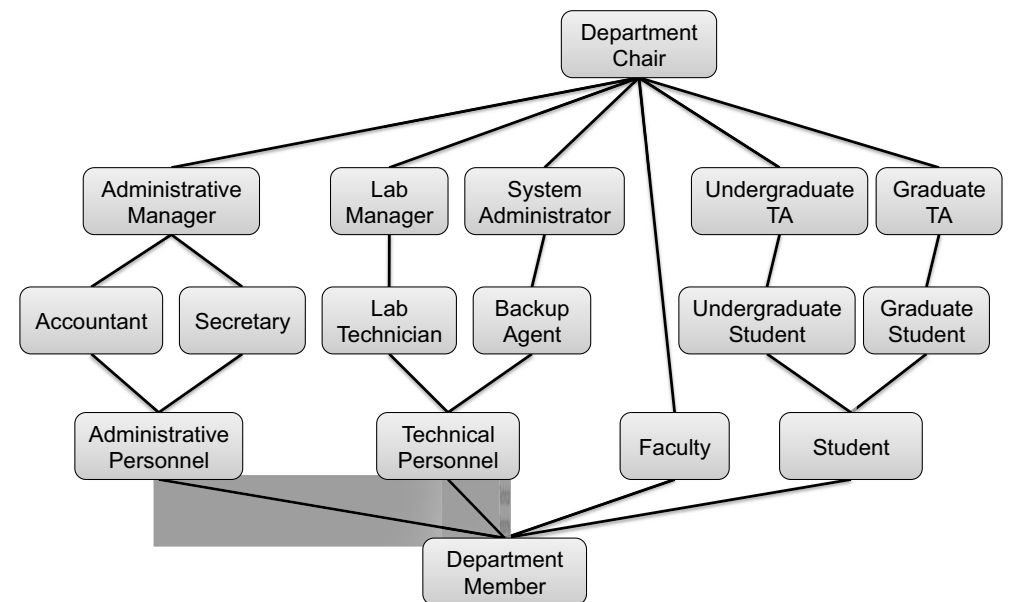 Department
Chair
Administrative
Manager
Lab
Manager
System
Administrator
Undergraduate
TA
Graduate
TA
Accountant
Secretary
Lab
Technician
Backup
Agent
Undergraduate
Student
Graduate
Student
Administrative
Personnel
Technical
Personnel
Faculty
Student
Department
Member